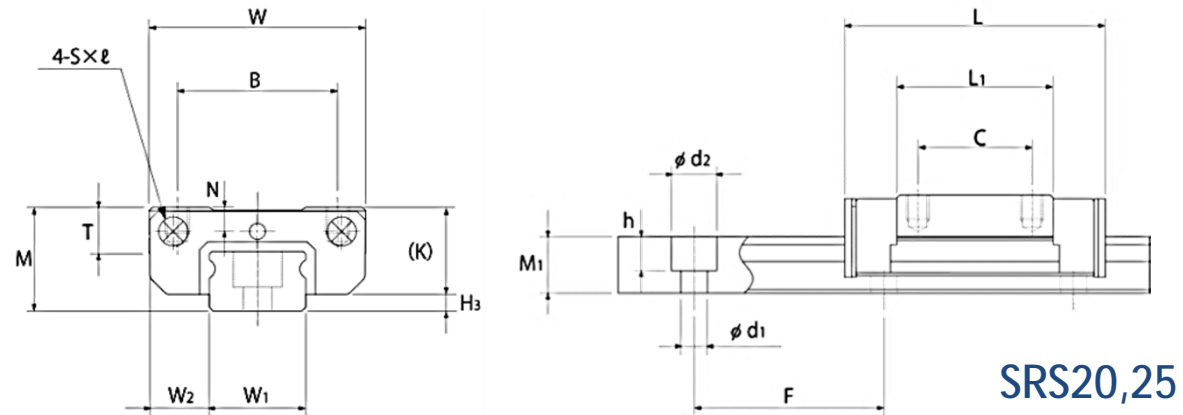 W
4-S×ℓ
B
N
T
M
(K)
H₃
W₂
W₁
L
L₁
C
ϕ d₂
h
M₁
ϕ d₁
F
SRS20,25